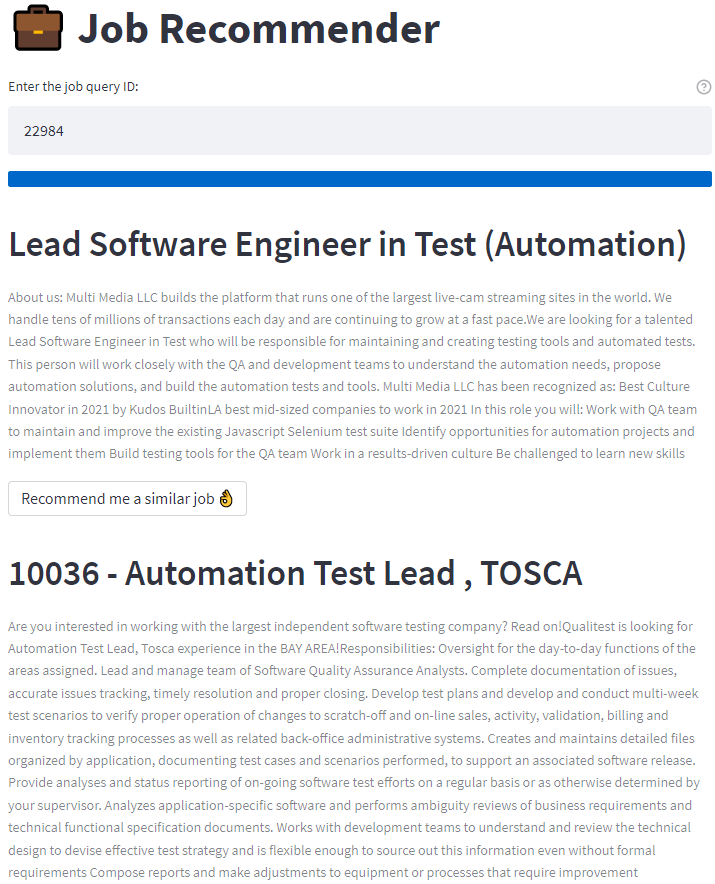 Job Recommender
Enter the job query ID:
22984
Lead Software Engineer in Test (Automation)
About us: Multi Media LLC builds the platform that runs one of the largest live-cam streaming sites in the world. We
handle tens of millions of transactions each day and are continuing to grow at a fast pace.We are looking for a talented
Lead Software Engineer in Test who will be responsible for maintaining and creating testing tools and automated tests.
This person will work closely with the QA and development teams to understand the automation needs, propose
automation solutions, and build the automation tests and tools. Multi Media LLC has been recognized as: Best Culture
Innovator in 2021 by Kudos BuiltinLA best mid-sized companies to work in 2021 In this role you will: Work with QA team
to maintain and improve the existing Javascript Selenium test suite Identify opportunities for automation projects and
implement them Build testing tools for the QA team Work in a results-driven culture Be challenged to learn new skills
Recommend me a similar job 👌
10036 - Automation Test Lead , TOSCA
Are you interested in working with the largest independent software testing company? Read on!Qualitest is looking for
Automation Test Lead, Tosca experience in the BAY AREA!Responsibilities: Oversight for the day-to-day functions of the
areas assigned. Lead and manage team of Software Quality Assurance Analysts. Complete documentation of issues,
accurate issues tracking, timely resolution and proper closing. Develop test plans and develop and conduct multi-week
test scenarios to verify proper operation of changes to scratch-off and on-line sales, activity, validation, billing and
inventory tracking processes as well as related back-office administrative systems. Creates and maintains detailed files
organized by application, documenting test cases and scenarios performed, to support an associated software release.
Provide analyses and status reporting of on-going software test efforts on a regular basis or as otherwise determined by
your supervisor. Analyzes application-specific software and performs ambiguity reviews of business requirements and
technical functional specification documents. Works with development teams to understand and review the technical
design to devise effective test strategy and is flexible enough to source out this information even without formal
requirements Compose reports and make adjustments to equipment or processes that require improvement